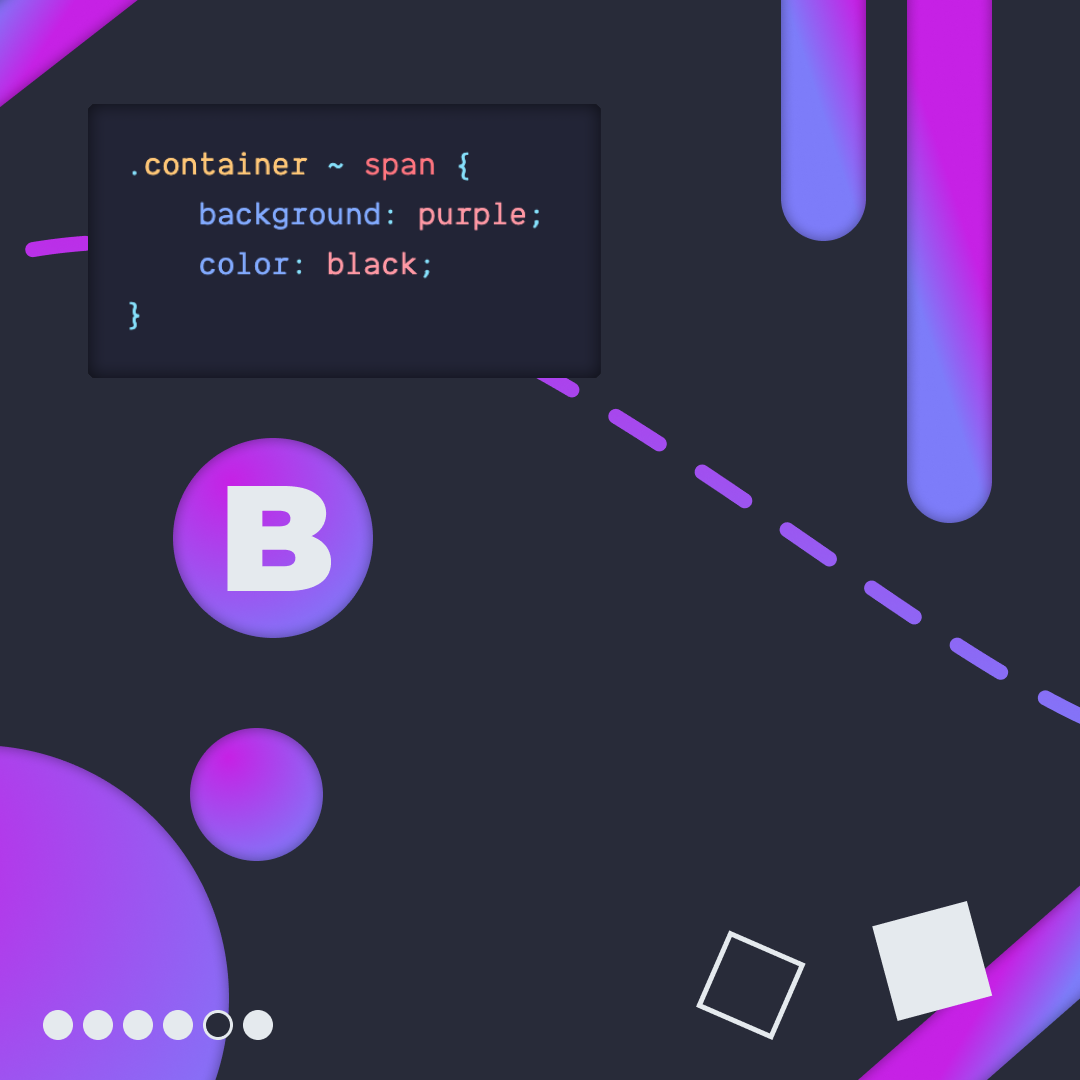 .container ~ span {
    background: purple;
    color: black;
}
B